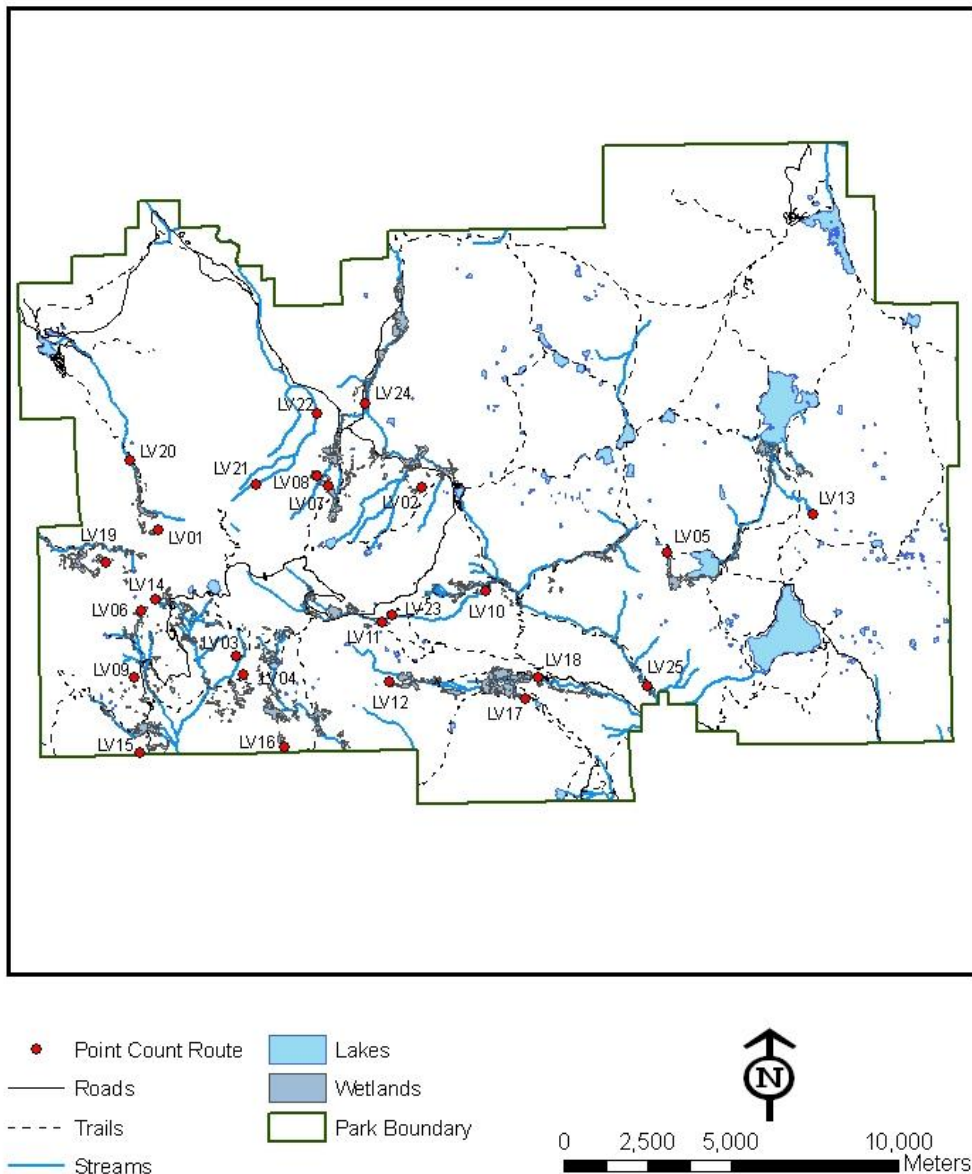 LV24
LV22
LV20
LV21
LV08
LV07
LV02
LV13
LV01
LV05
LV19
LV14
LV06
LV10
LV23
LV11
LV03
LV09
LV04
LV18
LV25
LV12
LV17
LV15
LV16
Point Count Route
Roads
Trails
Streams
Lakes
Wetlands
Park Boundary
N
0 2,500 5,000 10,000
Meters